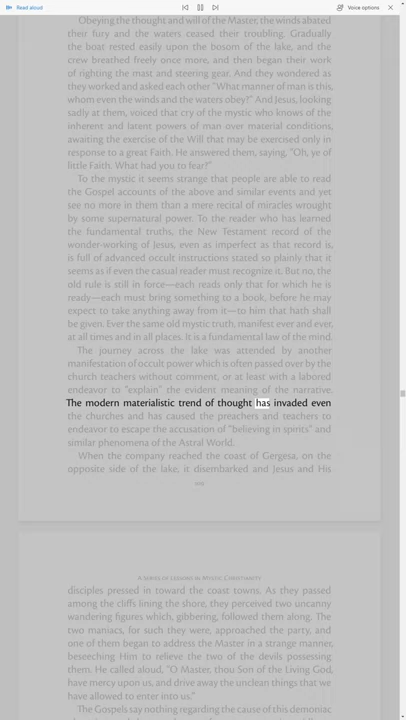 Read aloud
Voice options
Obeying the thought and will of the Master, the winds abated
their fury and the waters ceased their troubling. Gradually
the boat rested easily upon the bosom of the lake, and the
crew breathed freely once more, and then began their work
of righting the mast and steering gear. And they wondered as
they worked and asked each other "What manner of man is this,
whom even the winds and the waters obey?" And Jesus, looking
sadly at them, voiced that cry of the mystic who knows of the
inherent and latent powers of man over material conditions,
awaiting the exercise of the Will that may be exercised only in
response to a great Faith. He answered them, saying, "Oh, ye of
little Faith. What had you to fear?"
To the mystic it seems strange that people are able to read
the Gospel accounts of the above and similar events and yet
see no more in them than a mere recital of miracles wrought
by some supernatural power. To the reader who has learned
the fundamental truths, the New Testament record of the
wonder-working of Jesus, even as imperfect as that record is,
is full of advanced occult instructions stated so plainly that it
seems as if even the casual reader must recognize it. But no, the
old rule is still in force—each reads only that for which he is
ready—each must bring something to a book, before he may
expect to take anything away from it—to him that hath shall
be given. Ever the same old mystic truth, manifest ever and ever,
at all times and in all places. It is a fundamental law of the mind.
The journey across the lake was attended by another
manifestation of occult power which is often passed over by the
church teachers without comment, or at least with a labored
endeavor to "explain" the evident meaning of the narrative.
The modern materialistic trend of thought has invaded even
the churches and has caused the preachers and teachers to
endeavor to escape the accusation of "believing in spirits" and
similar phenomena of the Astral World.
When the company reached the coast of Gergesa, on the
opposite side of the lake, it disembarked and Jesus and His
A Series of Lessons in Mystic Christianity
disciples pressed in toward the coast towns. As they passed
among the cliffs lining the shore, they perceived two uncanny
wandering figures which, gibbering, followed them along. The
two maniacs, for such they were, approached the party, and
one of them began to address the Master in a strange manner,
beseeching Him to relieve the two of the devils possessing
them. He called aloud, "O Master, thou Son of the Living God,
have mercy upon us, and drive away the unclean things that we
have allowed to enter into us."
The Gospels say nothing regarding the cause of this demoniac